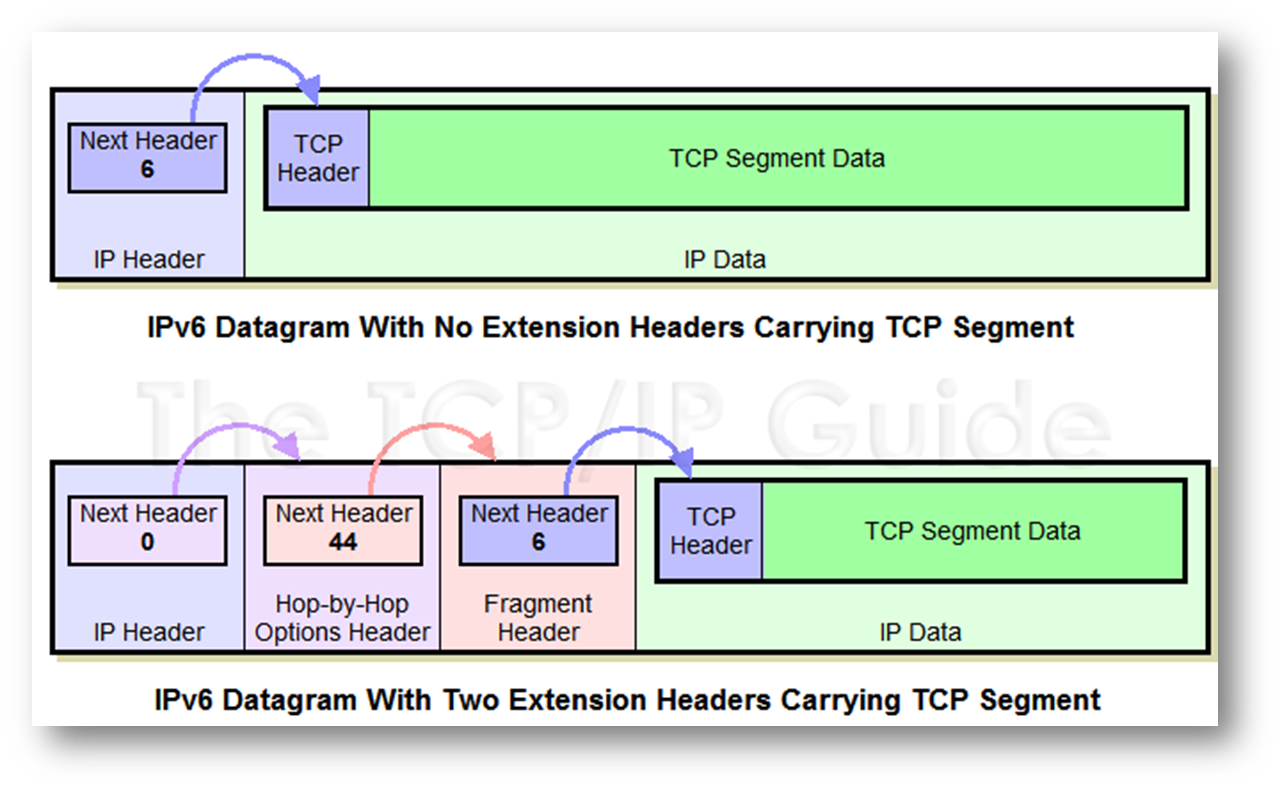 Next Header
6
TCP
Header
TCP Segment Data
IP Header
IP Data
IPv6 Datagram With No Extension Headers Carrying TCP Segment
The TCP/IP Guide
Next Header
0
Next Header
44
Next Header
6
TCP
Header
TCP Segment Data
IP Header
Hop-by-Hop
Options Header
Fragment
Header
IP Data
IPv6 Datagram With Two Extension Headers Carrying TCP Segment